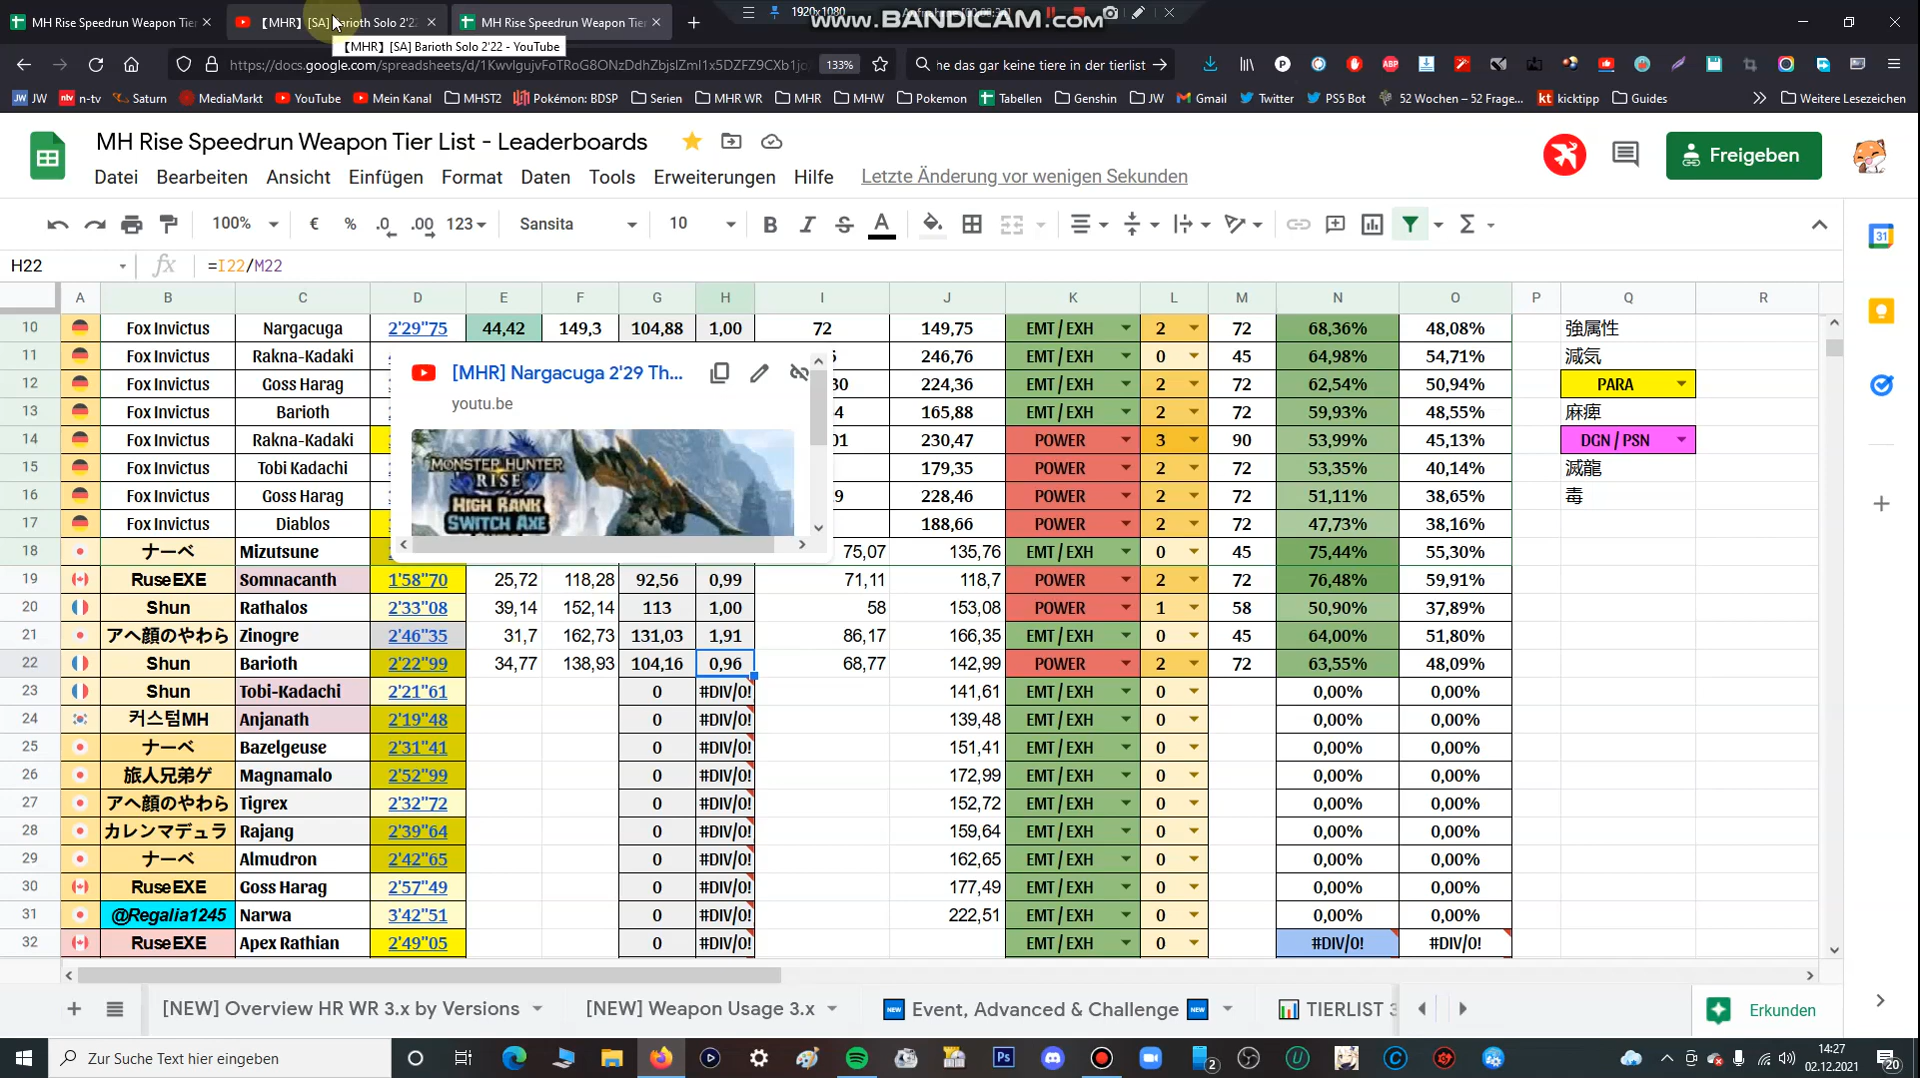 MH Rise Speedrun Weapon Tier
【MHR】[SA] Barioth Solo 2'22
MH Rise Speedrun Weapon Tier
1920x1080
www.BANDICAM.com
【MHR】[SA] Barioth Solo 2'22 - YouTube
https://docs.google.com/spreadsheets/d/
133%
he das gar keine tiere in der tierlist
JW
n-tv
Saturn
MediaMarkt
YouTube
Mein Kanal
MHST2
Pokémon: BDSP
Serien
MHR WR
MHR
MHW
Pokemon
Tabellen
Genshin
JW
Gmail
Twitter
PS5 Bot
52 Wochen – 52 Frage...
kicktipp
Guides
Weitere Lesezeichen
MH Rise Speedrun Weapon Tier List - Leaderboards
Freigeben
Datei Bearbeiten Ansicht Einfügen Format Daten Tools Erweiterungen Hilfe Letzte Änderung vor wenigen Sekunden
100% € % .0 .00 123 Sansita 10 B I S A
H22 fx =I22/M22
A B C D E F G H I J K L M N O P Q R
10 Fox Invictus Nargacuga 2'29"75 44,42 149,3 104,88 1,00 72 149,75 EMT / EXH 2 72 68,36% 48,08% 強属性
11 Fox Invictus Rakna-Kadaki 246,76 EMT / EXH 0 45 64,98% 54,71% 減気
12 Fox Invictus Goss Harag 30 224,36 EMT / EXH 2 72 62,54% 50,94% PARA
13 Fox Invictus Barioth 4 165,88 EMT / EXH 2 72 59,93% 48,55% 麻痺
14 Fox Invictus Rakna-Kadaki 01 230,47 POWER 3 90 53,99% 45,13% DGN / PSN
15 Fox Invictus Tobi Kadachi 179,35 POWER 2 72 53,35% 40,14% 滅龍
16 Fox Invictus Goss Harag 9 228,46 POWER 2 72 51,11% 38,65% 毒
17 Fox Invictus Diablos 188,66 POWER 2 72 47,73% 38,16%
[MHR] Nargacuga 2'29 Th...
youtu.be
MONSTER HUNTER
RISE
HIGH RANK
SWITCH AXE
18 ナーベ Mizutsune 75,07 135,76 EMT / EXH 0 45 75,44% 55,30%
19 RuseEXE Somnacanth 1'58"70 25,72 118,28 92,56 0,99 71,11 118,7 POWER 2 72 76,48% 59,91%
20 Shun Rathalos 2'33"08 39,14 152,14 113 1,00 58 153,08 POWER 1 58 50,90% 37,89%
21 アヘ顔のやわら Zinogre 2'46"35 31,7 162,73 131,03 1,91 86,17 166,35 EMT / EXH 0 45 64,00% 51,80%
22 Shun Barioth 2'22"99 34,77 138,93 104,16 0,96 68,77 142,99 POWER 2 72 63,55% 48,09%
23 Shun Tobi-Kadachi 2'21"61 0 #DIV/0! 141,61 EMT / EXH 0 0,00% 0,00%
24 커스텀MH Anjanath 2'19"48 0 #DIV/0! 139,48 EMT / EXH 0 0,00% 0,00%
25 ナーベ Bazelgeuse 2'31"41 0 #DIV/0! 151,41 EMT / EXH 0 0,00% 0,00%
26 旅人兄弟ゲ Magnamalo 2'52"99 0 #DIV/0! 172,99 EMT / EXH 0 0,00% 0,00%
27 アヘ顔のやわら Tigrex 2'32"72 0 #DIV/0! 152,72 EMT / EXH 0 0,00% 0,00%
28 カレンマデュラ Rajang 2'39"64 0 #DIV/0! 159,64 EMT / EXH 0 0,00% 0,00%
29 ナーベ Almudron 2'42"65 0 #DIV/0! 162,65 EMT / EXH 0 0,00% 0,00%
30 RuseEXE Goss Harag 2'57"49 0 #DIV/0! 177,49 EMT / EXH 0 0,00% 0,00%
31 @Regalia1245 Narwa 3'42"51 0 #DIV/0! 222,51 EMT / EXH 0 0,00% 0,00%
32 RuseEXE Apex Rathian 2'49"05 0 #DIV/0! EMT / EXH 0 #DIV/0! #DIV/0!
[NEW] Overview HR WR 3.x by Versions
[NEW] Weapon Usage 3.x
NEW Event, Advanced & Challenge NEW
TIERLIST 3
Erkunden
Zur Suche Text hier eingeben
14:27
02.12.2021
20